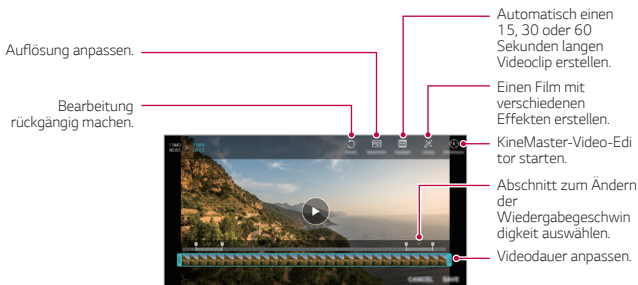 Auflösung anpassen.
Bearbeitung
rückgängig machen.
Automatisch einen
15, 30 oder 60
Sekunden langen
Videoclip erstellen.
Einen Film mit
verschiedenen
Effekten erstellen.
KineMaster-Video-Edi
tor starten.
Abschnitt zum Ändern
der
Wiedergabegeschwin
digkeit auswählen.
Videodauer anpassen.
CANCEL SAVE